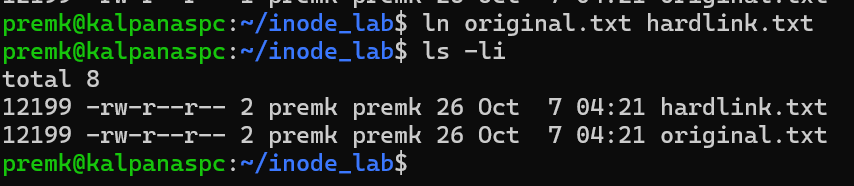 premk@kalpanaspc:~/inode_lab$ ln original.txt hardlink.txt
premk@kalpanaspc:~/inode_lab$ ls -li
total 8
12199 -rw-r--r-- 2 premk premk 26 Oct  7 04:21 hardlink.txt
12199 -rw-r--r-- 2 premk premk 26 Oct  7 04:21 original.txt
premk@kalpanaspc:~/inode_lab$